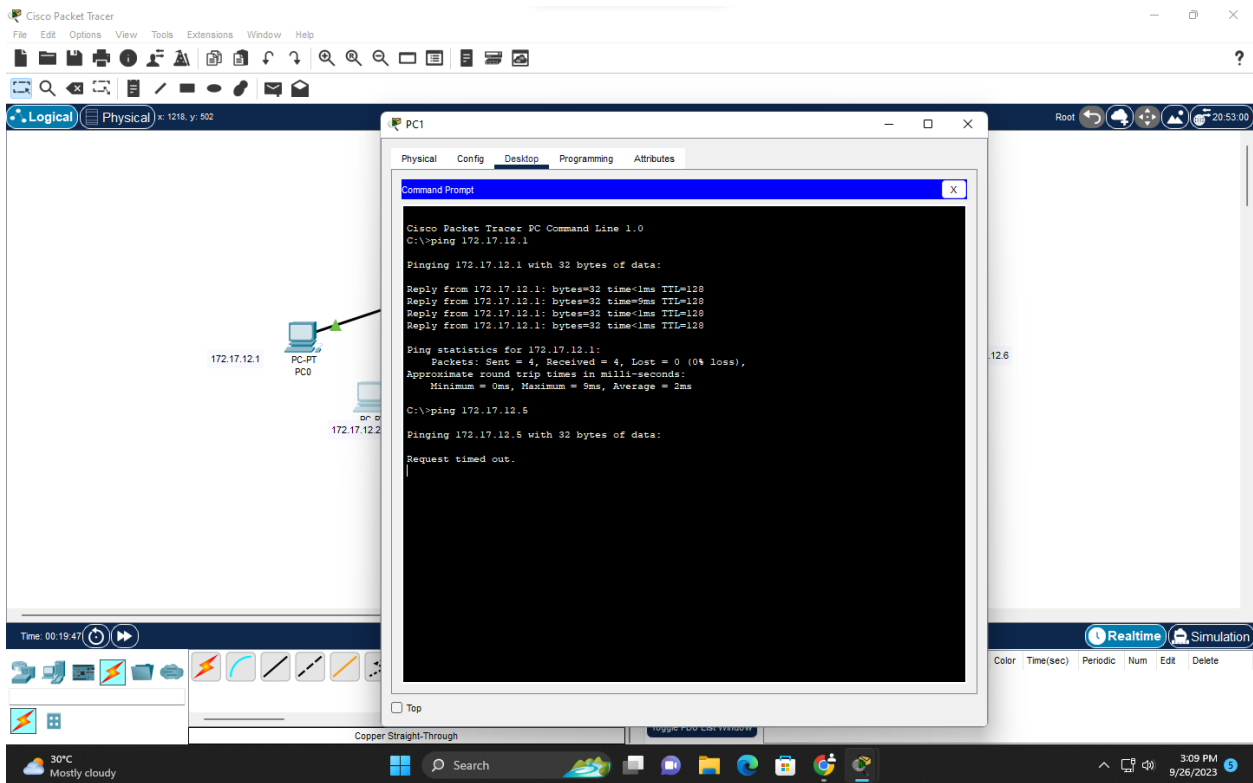 Cisco Packet Tracer
File Edit Options View Tools Extensions Window Help
?
Logical Physical x: 1218, y: 502
Root 20:53:00
PC1
Physical Config Desktop Programming Attributes
Command Prompt
X
Cisco Packet Tracer PC Command Line 1.0
C:\>ping 172.17.12.1
Pinging 172.17.12.1 with 32 bytes of data:
Reply from 172.17.12.1: bytes=32 time<1ms TTL=128
Reply from 172.17.12.1: bytes=32 time=9ms TTL=128
Reply from 172.17.12.1: bytes=32 time<1ms TTL=128
Reply from 172.17.12.1: bytes=32 time<1ms TTL=128
Ping statistics for 172.17.12.1:
Packets: Sent = 4, Received = 4, Lost = 0 (0% loss),
Approximate round trip times in milli-seconds:
Minimum = 0ms, Maximum = 9ms, Average = 2ms
C:\>ping 172.17.12.5
Pinging 172.17.12.5 with 32 bytes of data:
Request timed out.
172.17.12.1
PC-PT
PC0
172.17.12.2
.12.6
Top
Time: 00:19:47
Realtime Simulation
Color Time(sec) Periodic Num Edit Delete
Copper Straight-Through
Toggle PDU List Window
30°C
Mostly cloudy
Search
3:09 PM
9/26/2023
5